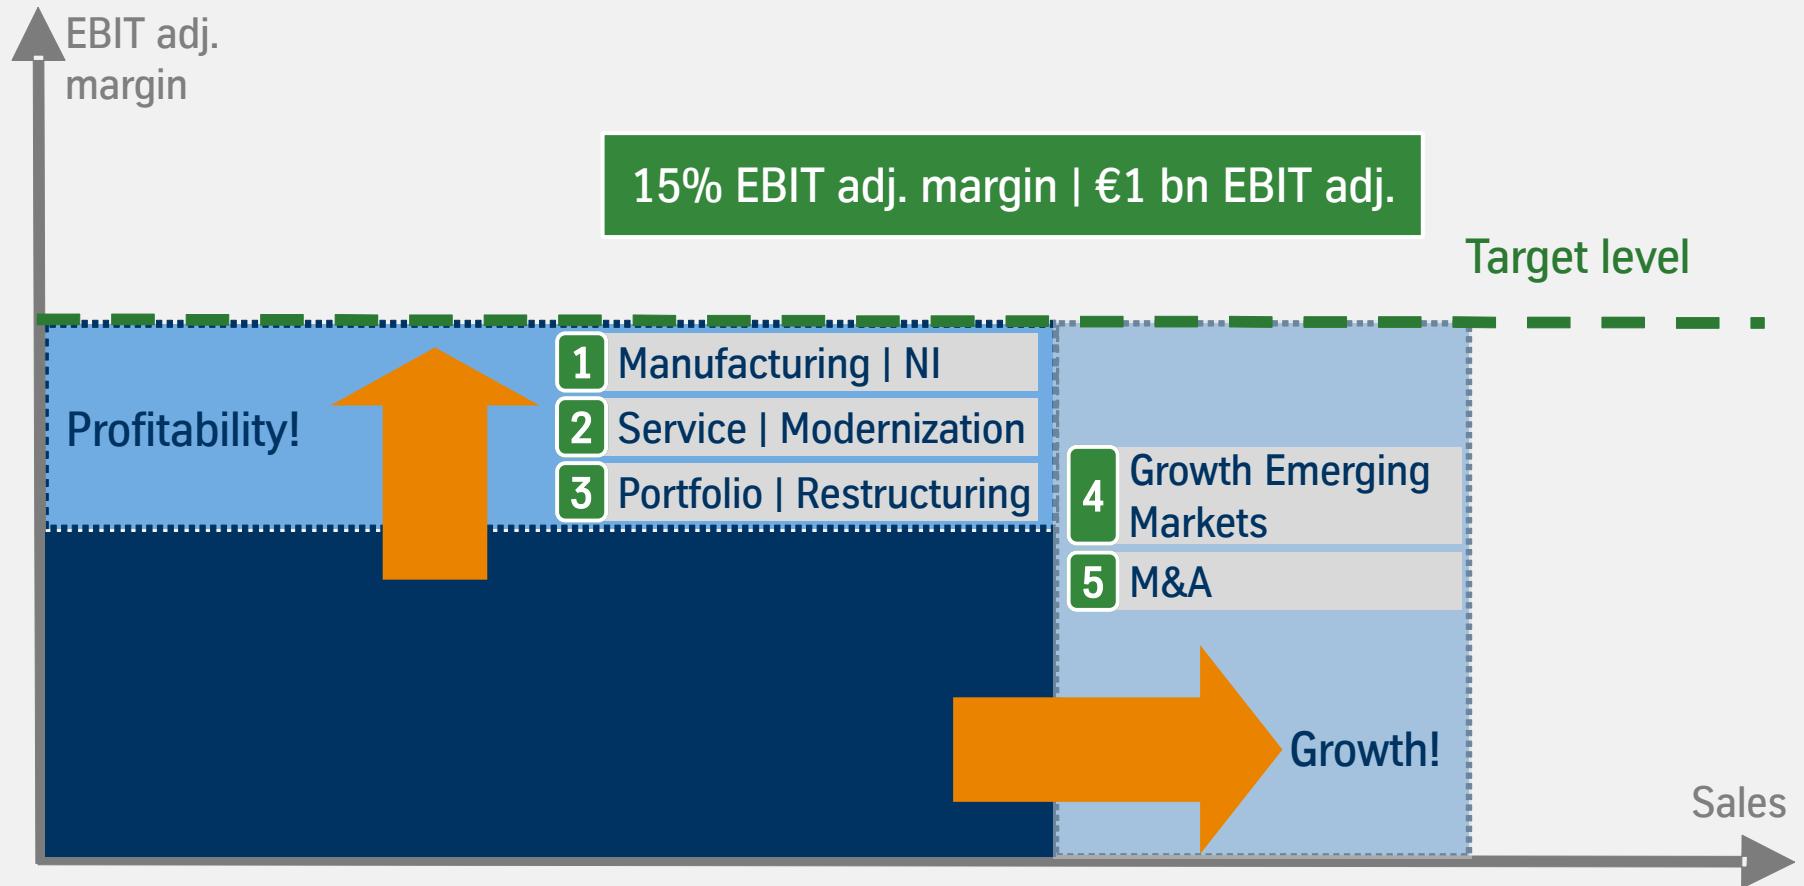 EBIT adj.
margin
15% EBIT adj. margin | €1 bn EBIT adj.
Target level
Profitability!
1 Manufacturing | NI
2 Service | Modernization
3 Portfolio | Restructuring
4 Growth Emerging
Markets
5 M&A
Growth!
Sales